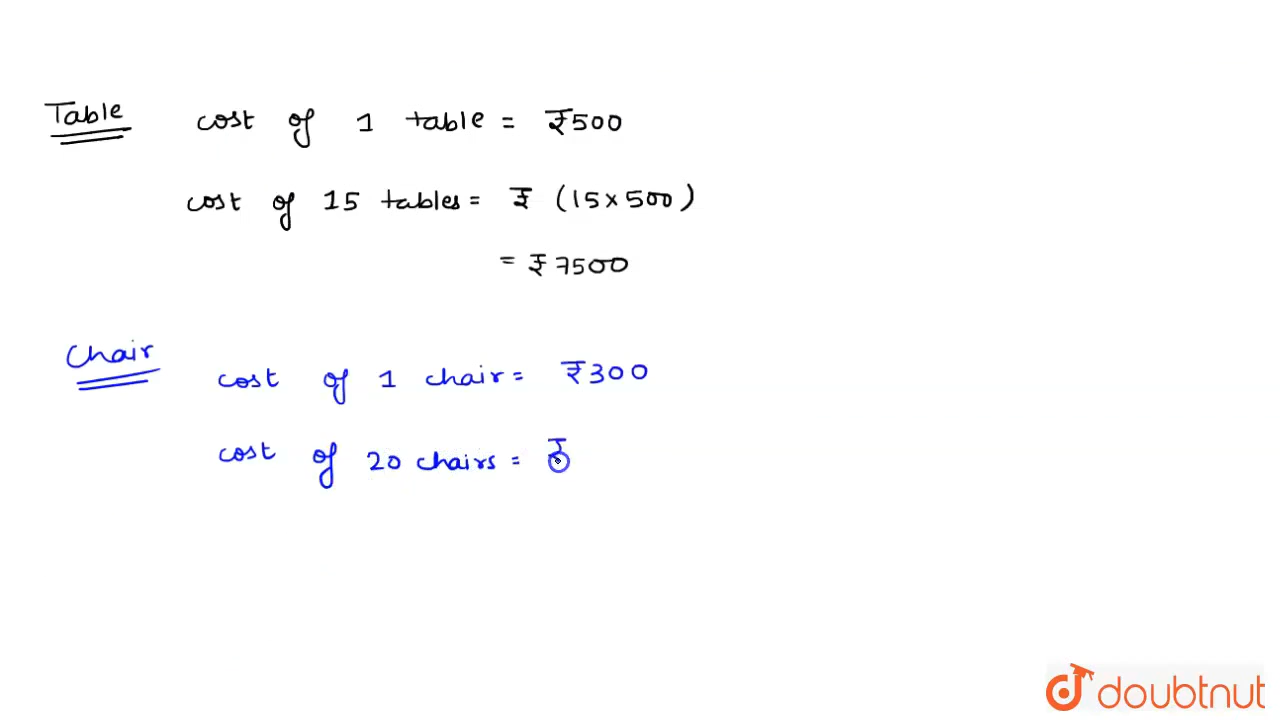 Table cost of 1 table = ₹500
cost of 15 tables = ₹ (15×500)
= ₹7500
Chair
cost of 1 chair = ₹300
cost of 20 chairs = ₹
doubtnut